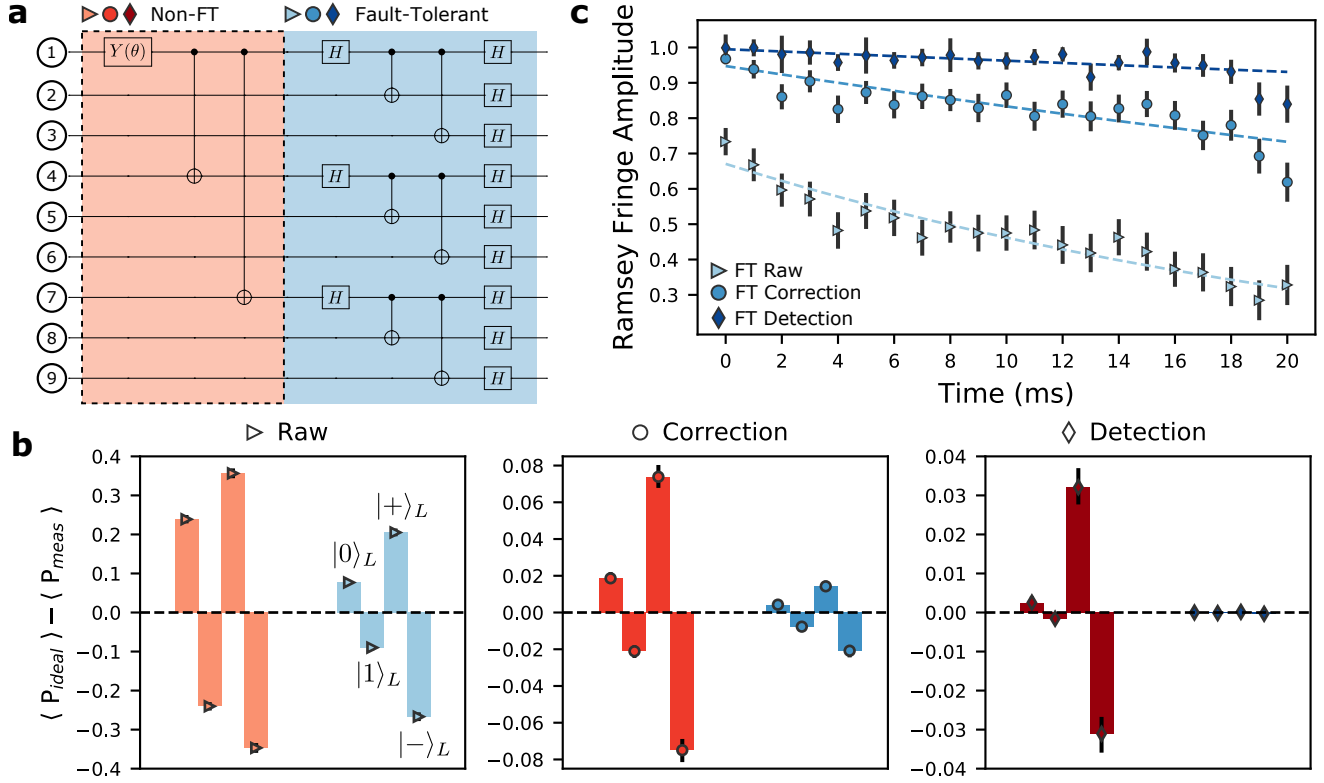 a
Non-FT
Fault-Tolerant
1
Y(θ)
H
H
2
H
3
H
4
H
H
5
H
6
H
7
H
H
8
H
9
H
c
Ramsey Fringe Amplitude
1.0
0.9
0.8
0.7
0.6
0.5
0.4
0.3
FT Raw
FT Correction
FT Detection
0 2 4 6 8 10 12 14 16 18 20
Time (ms)
b
Raw
⟨ P_ideal ⟩ − ⟨ P_meas ⟩
0.4
0.3
0.2
0.1
0.0
−0.1
−0.2
−0.3
−0.4
|0⟩_L
|+⟩_L
|1⟩_L
|−⟩_L
Correction
0.08
0.06
0.04
0.02
0.00
−0.02
−0.04
−0.06
−0.08
Detection
0.04
0.03
0.02
0.01
0.00
−0.01
−0.02
−0.03
−0.04